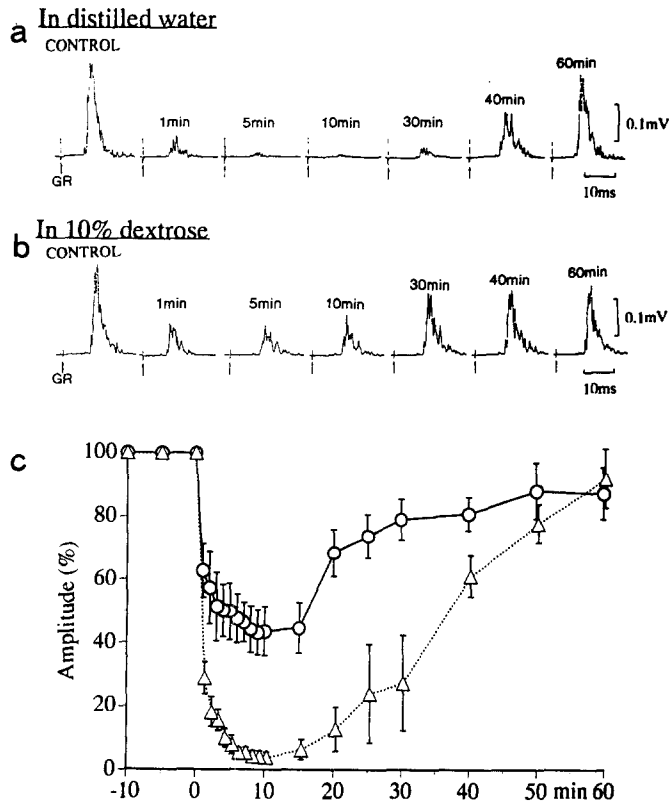 a In distilled water
CONTROL
1min 5min 10min 30min 40min 60min
0.1mV
GR
10ms
b In 10% dextrose
CONTROL
1min 5min 10min 30min 40min 60min
0.1mV
GR
10ms
c
Amplitude (%)
100
80
60
40
20
0
-10 0 10 20 30 40 50 min 60